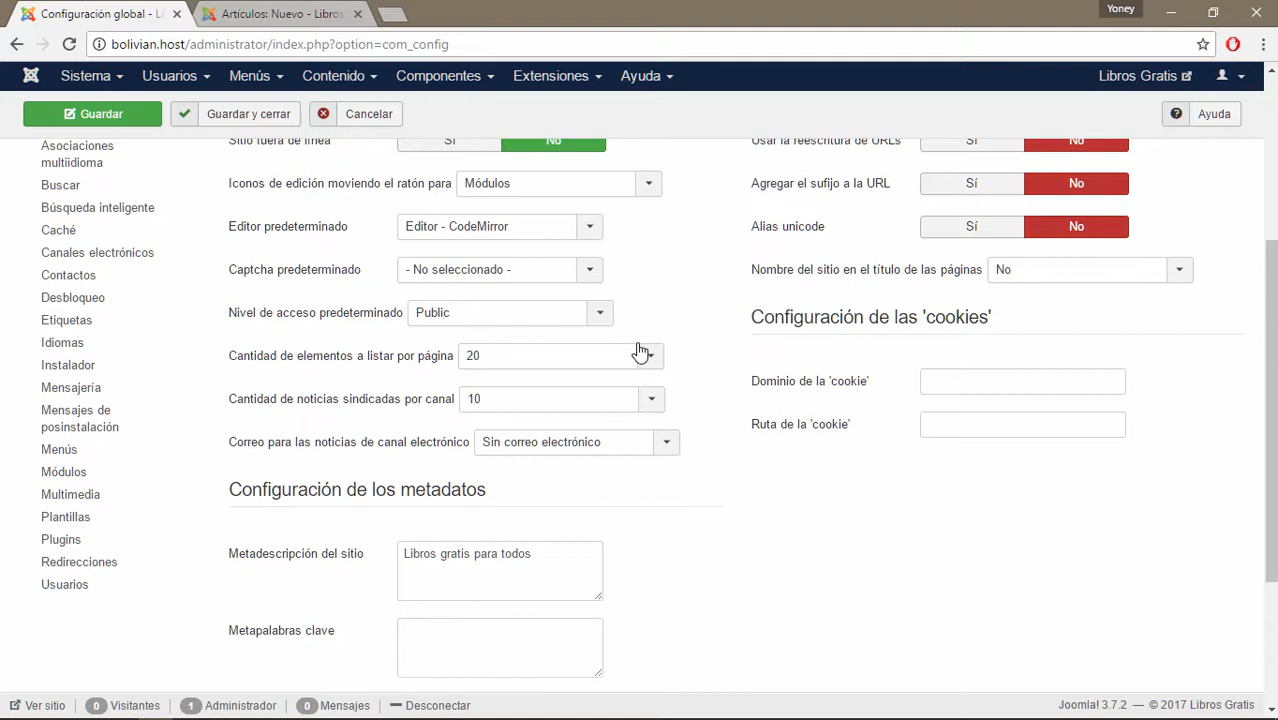 Configuración global - Li
Artículos: Nuevo - Libros
Yoney
bolivian.host/administrator/index.php?option=com_config
Sistema
Usuarios
Menús
Contenido
Componentes
Extensiones
Ayuda
Libros Gratis
Guardar
Guardar y cerrar
Cancelar
Ayuda
Asociaciones
multiidioma
Buscar
Búsqueda inteligente
Caché
Canales electrónicos
Contactos
Desbloqueo
Etiquetas
Idiomas
Instalador
Mensajería
Mensajes de
posinstalación
Menús
Módulos
Multimedia
Plantillas
Plugins
Redirecciones
Usuarios
Sitio fuera de línea Sí No
Iconos de edición moviendo el ratón para Módulos
Editor predeterminado Editor - CodeMirror
Captcha predeterminado - No seleccionado -
Nivel de acceso predeterminado Public
Cantidad de elementos a listar por página 20
Cantidad de noticias sindicadas por canal 10
Correo para las noticias de canal electrónico Sin correo electrónico
Configuración de los metadatos
Metadescripción del sitio Libros gratis para todos
Metapalabras clave
Usar la reescritura de URLs Sí No
Agregar el sufijo a la URL Sí No
Alias unicode Sí No
Nombre del sitio en el título de las páginas No
Configuración de las 'cookies'
Dominio de la 'cookie'
Ruta de la 'cookie'
Ver sitio 0 Visitantes 1 Administrador 0 Mensajes Desconectar
Joomla! 3.7.2 — © 2017 Libros Gratis